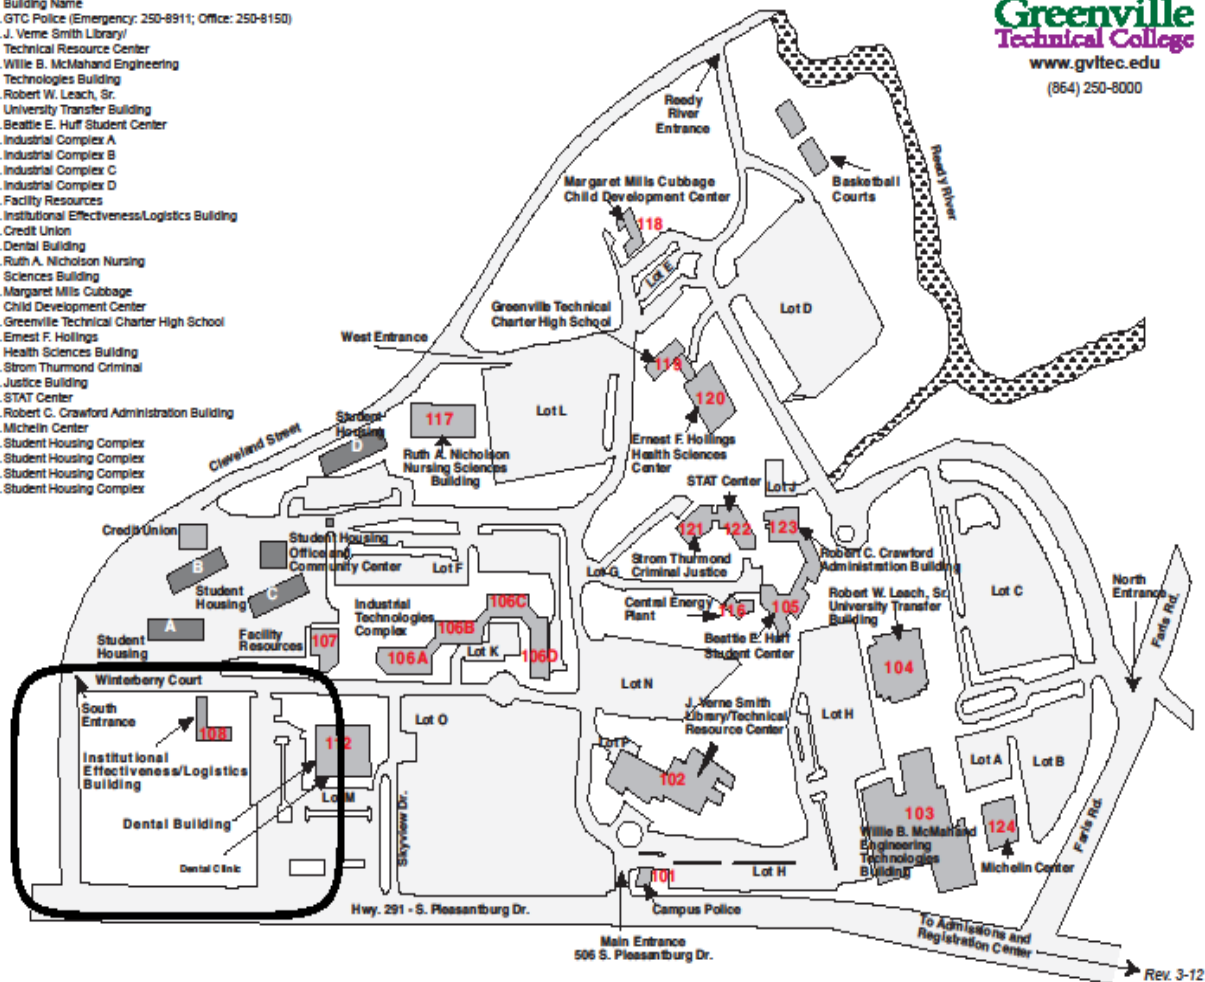 Building Name
GTC Police (Emergency: 250-8911; Office: 250-8150)
J. Verne Smith Library/
Technical Resource Center
Willie B. McMahand Engineering
Technologies Building
Robert W. Leach, Sr.
University Transfer Building
Beattie E. Huff Student Center
Industrial Complex A
Industrial Complex B
Industrial Complex C
Industrial Complex D
Facility Resources
Institutional Effectiveness/Logistics Building
Credit Union
Dental Building
Ruth A. Nicholson Nursing
Sciences Building
Margaret Mills Cubbage
Child Development Center
Greenville Technical Charter High School
Ernest F. Hollings
Health Sciences Building
Strom Thurmond Criminal
Justice Building
STAT Center
Robert C. Crawford Administration Building
Michelin Center
Student Housing Complex
Student Housing Complex
Student Housing Complex
Student Housing Complex
Greenville
Technical College
www.gvltec.edu
(864) 250-8000
Reedy
River
Entrance
Basketball
Courts
Reedy River
Margaret Mills Cubbage
Child Development Center
118
Lot E
Lot D
Greenville Technical
Charter High School
119
120
West Entrance
Lot L
117
Ruth A. Nicholson
Nursing Sciences
Building
Student
Housing
D
Cleveland Street
Ernest F. Hollings
Health Sciences
Center
STAT Center
Lot J
121
122
123
Strom Thurmond
Criminal Justice
Robert C. Crawford
Administration Building
Lot C
North
Entrance
Faris Rd.
Credit Union
B
Student
Housing
C
Student Housing
Office and
Community Center
Lot F
Lot G
Central Energy
Plant
116
105
Beattie E. Huff
Student Center
Robert W. Leach, Sr.
University Transfer
Building
104
Student
Housing
A
Facility
Resources
107
Industrial
Technologies
Complex
106A
106B
106C
106D
Lot K
Lot N
Winterberry Court
South
Entrance
108
Institutional
Effectiveness/Logistics
Building
112
Lot O
Lot M
Dental Building
Dental Clinic
Skyview Dr.
Lot P
J. Verne Smith
Library/Technical
Resource Center
102
Lot H
Lot A
Lot B
103
Willie B. McMahand
Engineering
Technologies
Building
124
Michelin Center
Faris Rd.
Lot H
101
Campus Police
Hwy. 291 - S. Pleasantburg Dr.
Main Entrance
506 S. Pleasantburg Dr.
To Admissions and
Registration Center
Rev. 3-12